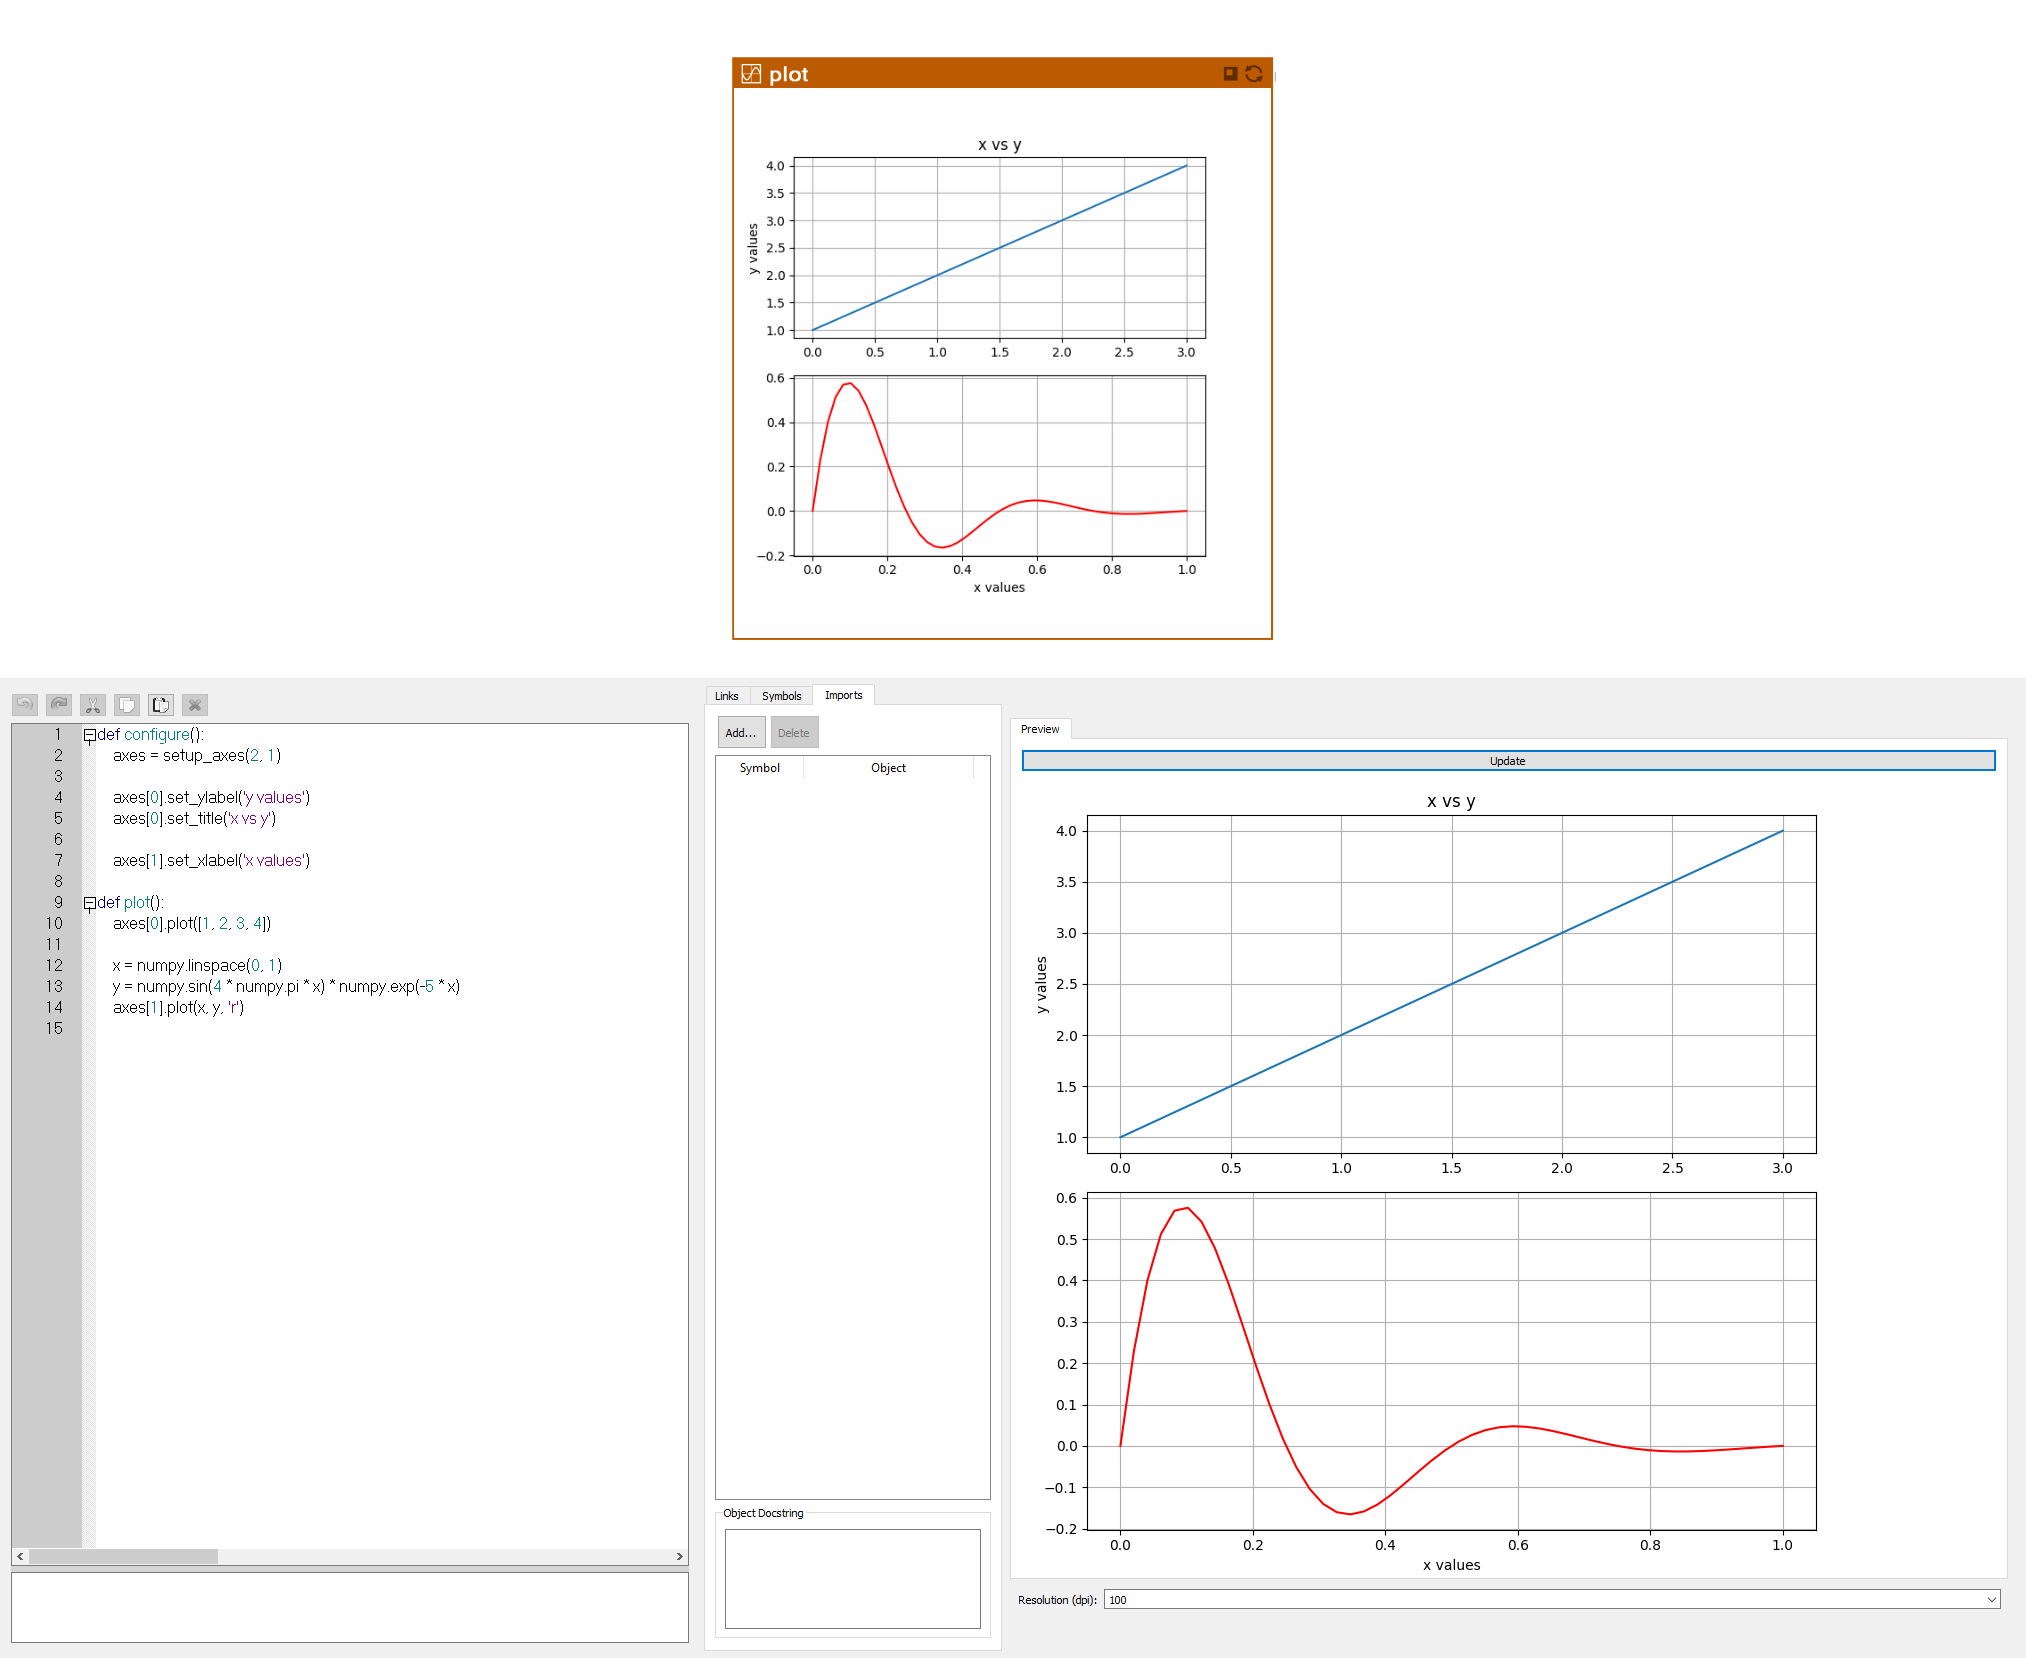 plot
x vs y
4.0
3.5
3.0
2.5
2.0
1.5
1.0
y values
0.0 0.5 1.0 1.5 2.0 2.5 3.0
0.6
0.4
0.2
0.0
−0.2
0.0 0.2 0.4 0.6 0.8 1.0
x values
1 def configure():
2 axes = setup_axes(2, 1)
3
4 axes[0].set_ylabel('y values')
5 axes[0].set_title('x vs y')
6
7 axes[1].set_xlabel('x values')
8
9 def plot():
10 axes[0].plot([1, 2, 3, 4])
11
12 x = numpy.linspace(0, 1)
13 y = numpy.sin(4 * numpy.pi * x) * numpy.exp(-5 * x)
14 axes[1].plot(x, y, 'r')
15
Links Symbols Imports
Add... Delete
Symbol Object
Object Docstring
Preview
Update
x vs y
4.0
3.5
3.0
2.5
2.0
1.5
1.0
y values
0.0 0.5 1.0 1.5 2.0 2.5 3.0
0.6
0.5
0.4
0.3
0.2
0.1
0.0
−0.1
−0.2
0.0 0.2 0.4 0.6 0.8 1.0
x values
Resolution (dpi): 100